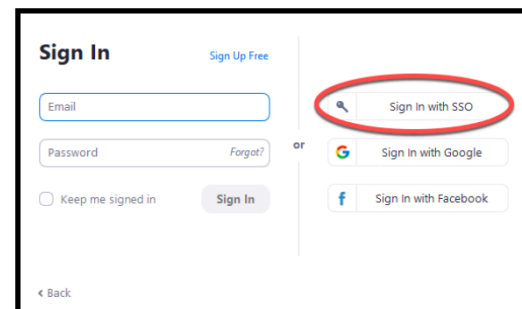 Sign In
Sign Up Free
Email
Password
Forgot?
Keep me signed in
Sign In
or
Sign In with SSO
Sign In with Google
Sign In with Facebook
< Back